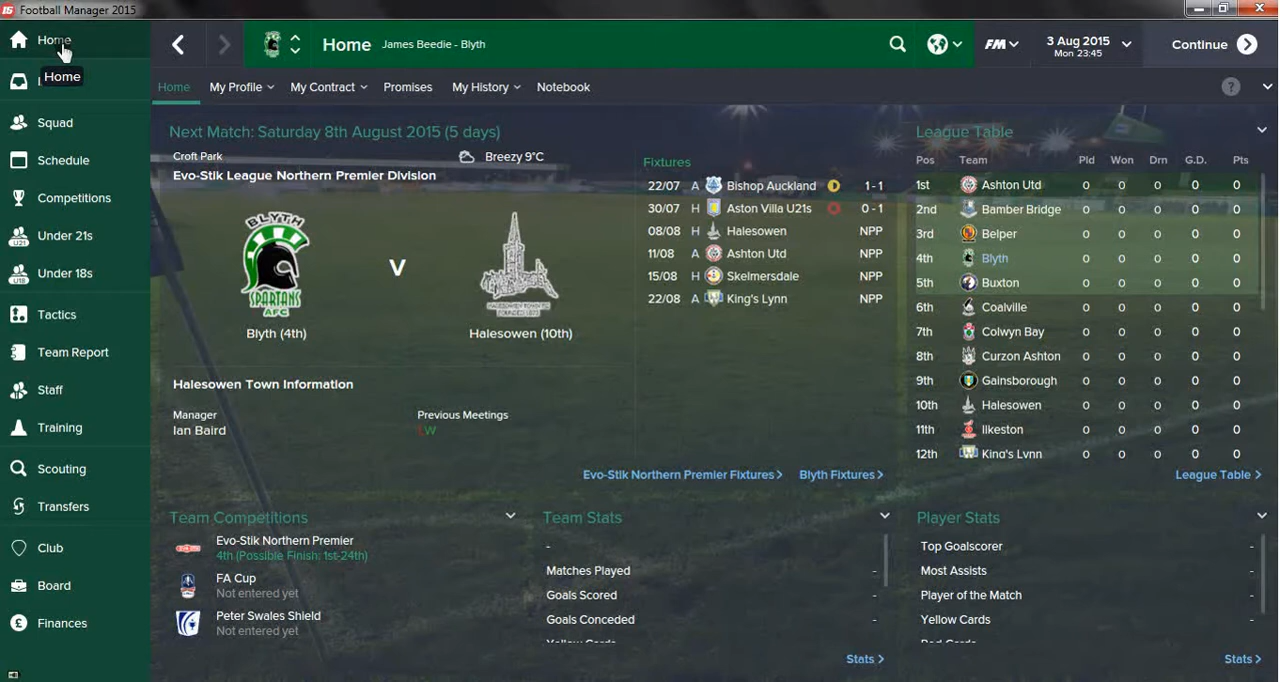 Football Manager 2015
Home
Home
Squad
Schedule
Competitions
Under 21s
Under 18s
Tactics
Team Report
Staff
Training
Scouting
Transfers
Club
Board
Finances
Home James Beedie - Blyth
FM
3 Aug 2015
Mon 23:45
Continue
Home My Profile My Contract Promises My History Notebook
?
Next Match: Saturday 8th August 2015 (5 days)
Croft Park
Breezy 9°C
Evo-Stik League Northern Premier Division
BLYTH
SPARTANS
AFC
V
Blyth (4th)
Halesowen (10th)
Halesowen Town Information
Manager
Ian Baird
Previous Meetings
LW
Fixtures
22/07 A Bishop Auckland 1-1
30/07 H Aston Villa U21s 0-1
08/08 H Halesowen NPP
11/08 A Ashton Utd NPP
15/08 H Skelmersdale NPP
22/08 A King's Lynn NPP
Evo-Stik Northern Premier Fixtures >
Blyth Fixtures >
League Table
Pos Team Pld Won Drn G.D. Pts
1st Ashton Utd 0 0 0 0 0
2nd Bamber Bridge 0 0 0 0 0
3rd Belper 0 0 0 0 0
4th Blyth 0 0 0 0 0
5th Buxton 0 0 0 0 0
6th Coalville 0 0 0 0 0
7th Colwyn Bay 0 0 0 0 0
8th Curzon Ashton 0 0 0 0 0
9th Gainsborough 0 0 0 0 0
10th Halesowen 0 0 0 0 0
11th Ilkeston 0 0 0 0 0
12th King's Lynn 0 0 0 0 0
League Table >
Team Competitions
Evo-Stik Northern Premier
4th (Possible Finish: 1st-24th)
FA Cup
Not entered yet
Peter Swales Shield
Not entered yet
Team Stats
-
Matches Played -
Goals Scored -
Goals Conceded -
Yellow Cards
Stats >
Player Stats
Top Goalscorer -
Most Assists -
Player of the Match -
Yellow Cards -
Red Cards
Stats >